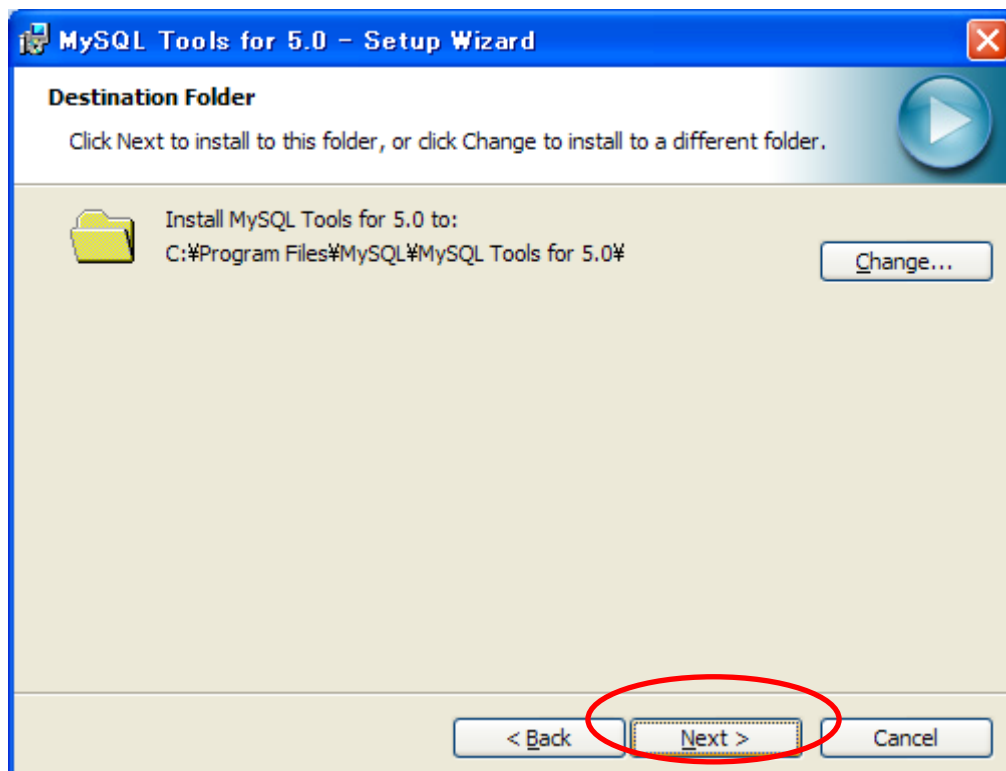 MySQL Tools for 5.0 - Setup Wizard
Destination Folder
Click Next to install to this folder, or click Change to install to a different folder.
Install MySQL Tools for 5.0 to:
C:¥Program Files¥MySQL¥MySQL Tools for 5.0¥
Change...
< Back
Next >
Cancel